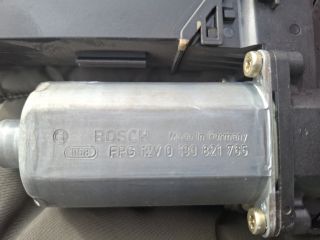 BOSCH Made in Germany
FPG 12V 0 130 821 765